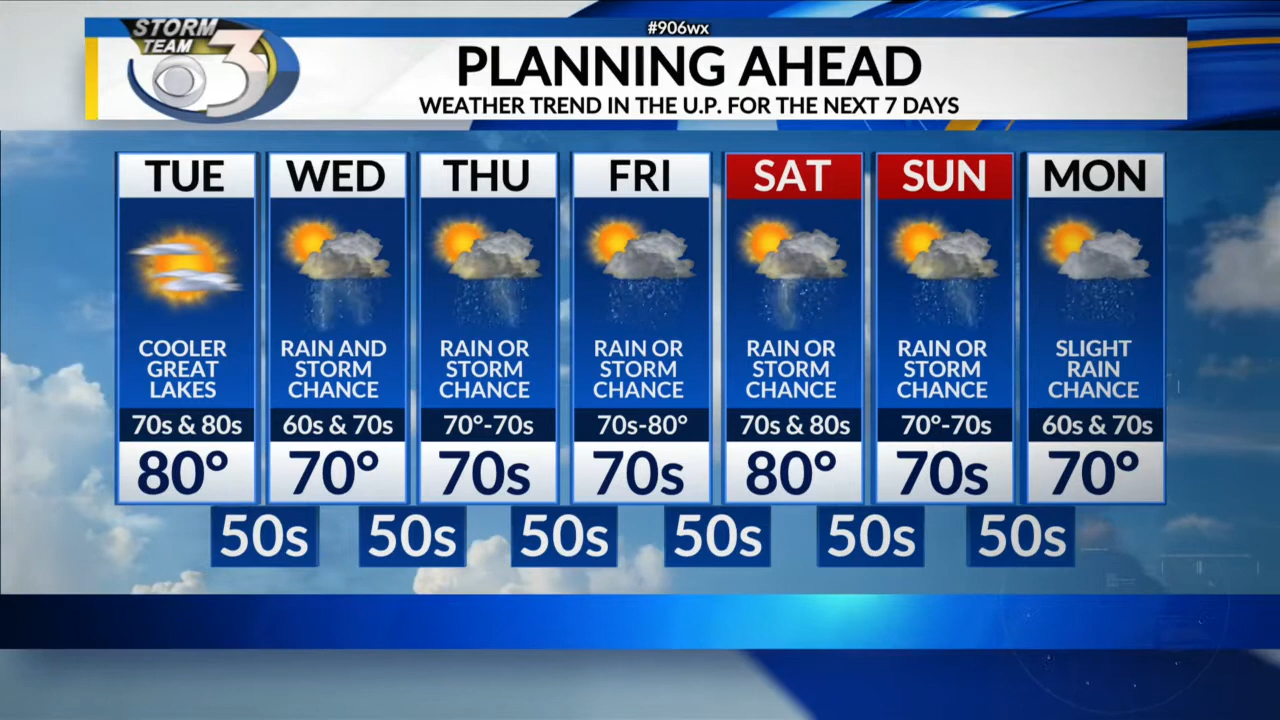 STORM
TEAM
3
#906wx
PLANNING AHEAD
WEATHER TREND IN THE U.P. FOR THE NEXT 7 DAYS
TUE
COOLER
GREAT
LAKES
70s & 80s
80°
WED
RAIN AND
STORM
CHANCE
60s & 70s
70°
THU
RAIN OR
STORM
CHANCE
70°-70s
70s
FRI
RAIN OR
STORM
CHANCE
70s-80°
70s
SAT
RAIN OR
STORM
CHANCE
70s & 80s
80°
SUN
RAIN OR
STORM
CHANCE
70°-70s
70s
MON
SLIGHT
RAIN
CHANCE
60s & 70s
70°
50s
50s
50s
50s
50s
50s